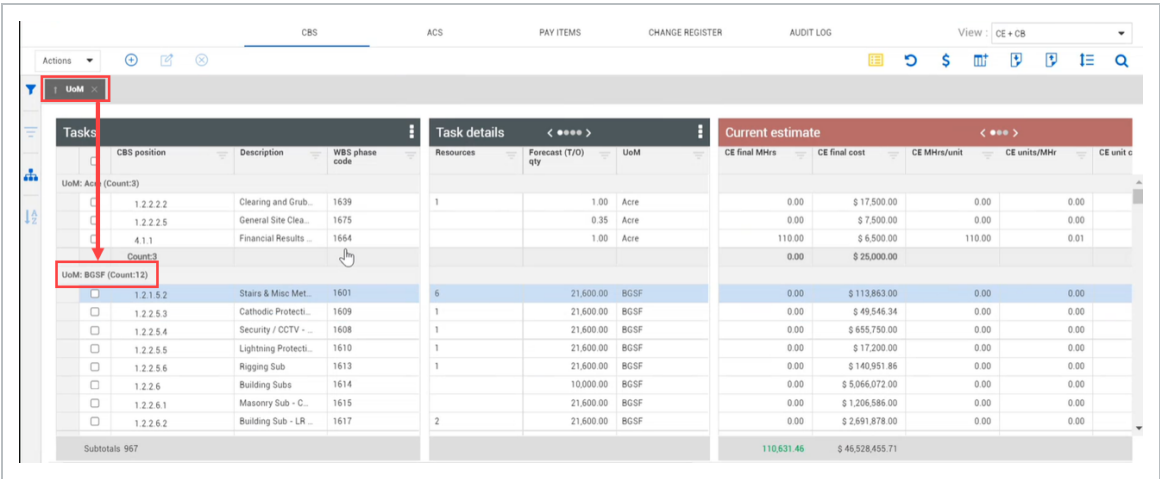 CBS ACS PAY ITEMS CHANGE REGISTER AUDIT LOG View : CE + CB
Actions
UoM
Tasks Task details Current estimate
CBS position Description WBS phase code Resources Forecast (T/O) qty UoM CE final MHrs CE final cost CE MHrs/unit CE units/MHr CE unit c
UoM: Acre (Count:3)
1.2.2.2.2 Clearing and Grub... 1639 1 1.00 Acre 0.00 $ 17,500.00 0.00 0.00
1.2.2.2.5 General Site Clea... 1675 0.35 Acre 0.00 $ 7,500.00 0.00 0.00
4.1.1 Financial Results ... 1664 1.00 Acre 110.00 $ 6,500.00 110.00 0.01
Count:3 0.00 $ 25,000.00
UoM: BGSF (Count:12)
1.2.1.5.2 Stairs & Misc Met... 1601 6 21,600.00 BGSF 0.00 $ 113,863.00 0.00 0.00
1.2.2.5.3 Cathodic Protecti... 1609 1 21,600.00 BGSF 0.00 $ 49,546.34 0.00 0.00
1.2.2.5.4 Security / CCTV - ... 1608 1 21,600.00 BGSF 0.00 $ 655,750.00 0.00 0.00
1.2.2.5.5 Lightning Protecti... 1610 1 21,600.00 BGSF 0.00 $ 17,200.00 0.00 0.00
1.2.2.5.6 Rigging Sub 1613 1 21,600.00 BGSF 0.00 $ 140,951.86 0.00 0.00
1.2.2.6 Building Subs 1614 10,000.00 BGSF 0.00 $ 5,066,072.00 0.00 0.00
1.2.2.6.1 Masonry Sub - C... 1615 21,600.00 BGSF 0.00 $ 1,206,586.00 0.00 0.00
1.2.2.6.2 Building Sub - LR ... 1617 2 21,600.00 BGSF 0.00 $ 2,691,878.00 0.00 0.00
Subtotals 967 110,631.46 $ 46,528,455.71